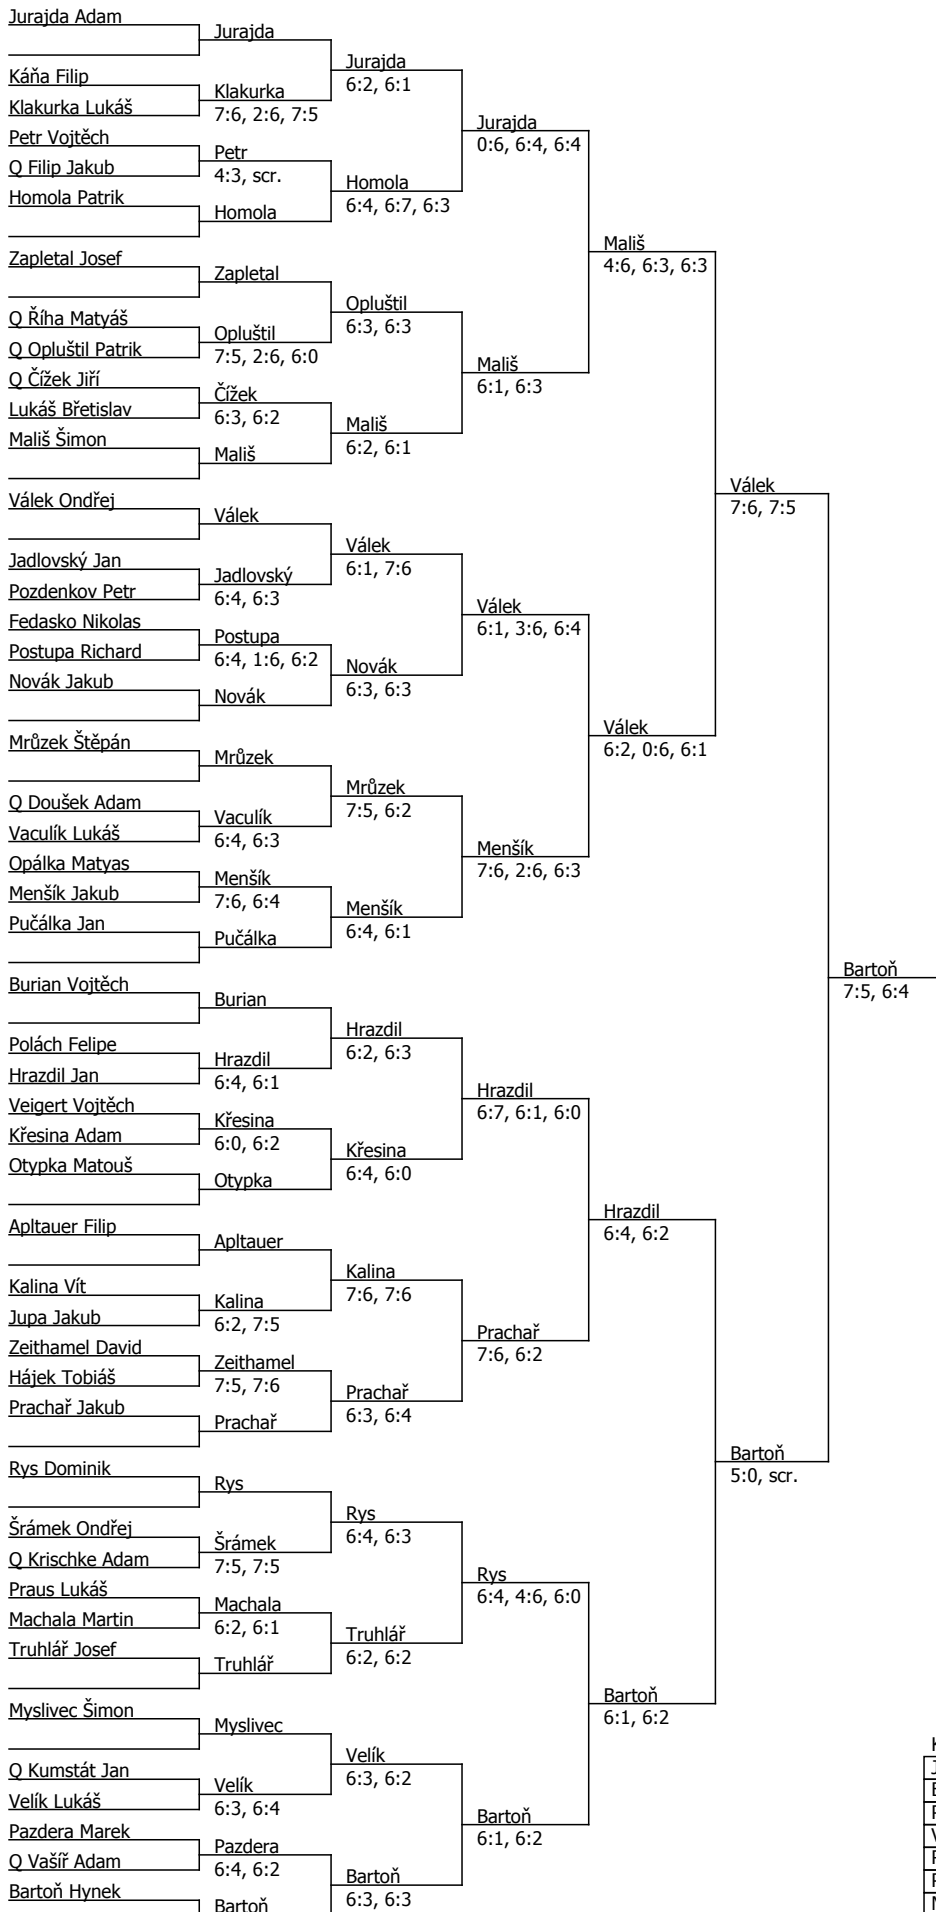 Jurajda Adam
Jurajda
Jurajda
6:2, 6:1
Káňa Filip
Klakurka Lukáš
Klakurka
7:6, 2:6, 7:5
Jurajda
0:6, 6:4, 6:4
Petr Vojtěch
Q Filip Jakub
Petr
4:3, scr.
Homola
6:4, 6:7, 6:3
Homola Patrik
Homola
Mališ
4:6, 6:3, 6:3
Zapletal Josef
Zapletal
Opluštil
6:3, 6:3
Q Říha Matyáš
Q Opluštil Patrik
Opluštil
7:5, 2:6, 6:0
Mališ
6:1, 6:3
Q Čížek Jiří
Lukáš Břetislav
Čížek
6:3, 6:2
Mališ
6:2, 6:1
Mališ Šimon
Mališ
Válek
7:6, 7:5
Válek Ondřej
Válek
Válek
6:1, 7:6
Jadlovský Jan
Pozdenkov Petr
Jadlovský
6:4, 6:3
Válek
6:1, 3:6, 6:4
Fedasko Nikolas
Postupa Richard
Postupa
6:4, 1:6, 6:2
Novák
6:3, 6:3
Novák Jakub
Novák
Válek
6:2, 0:6, 6:1
Mrůzek Štěpán
Mrůzek
Mrůzek
7:5, 6:2
Q Doušek Adam
Vaculík Lukáš
Vaculík
6:4, 6:3
Menšík
7:6, 2:6, 6:3
Opálka Matyas
Menšík Jakub
Menšík
7:6, 6:4
Menšík
6:4, 6:1
Pučálka Jan
Pučálka
Bartoň
7:5, 6:4
Burian Vojtěch
Burian
Hrazdil
6:2, 6:3
Polách Felipe
Hrazdil Jan
Hrazdil
6:4, 6:1
Hrazdil
6:7, 6:1, 6:0
Veigert Vojtěch
Křesina Adam
Křesina
6:0, 6:2
Křesina
6:4, 6:0
Otypka Matouš
Otypka
Hrazdil
6:4, 6:2
Apltauer Filip
Apltauer
Kalina
7:6, 7:6
Kalina Vít
Jupa Jakub
Kalina
6:2, 7:5
Prachař
7:6, 6:2
Zeithamel David
Hájek Tobiáš
Zeithamel
7:5, 7:6
Prachař
6:3, 6:4
Prachař Jakub
Prachař
Bartoň
5:0, scr.
Rys Dominik
Rys
Rys
6:4, 6:3
Šrámek Ondřej
Q Krischke Adam
Šrámek
7:5, 7:5
Rys
6:4, 4:6, 6:0
Praus Lukáš
Machala Martin
Machala
6:2, 6:1
Truhlář
6:2, 6:2
Truhlář Josef
Truhlář
Bartoň
6:1, 6:2
Myslivec Šimon
Myslivec
Velík
6:3, 6:2
Q Kumstát Jan
Velík Lukáš
Velík
6:3, 6:4
Bartoň
6:1, 6:2
Pazdera Marek
Q Vašíř Adam
Pazdera
6:4, 6:2
Bartoň
6:3, 6:3
Bartoň Hynek
Bartoň